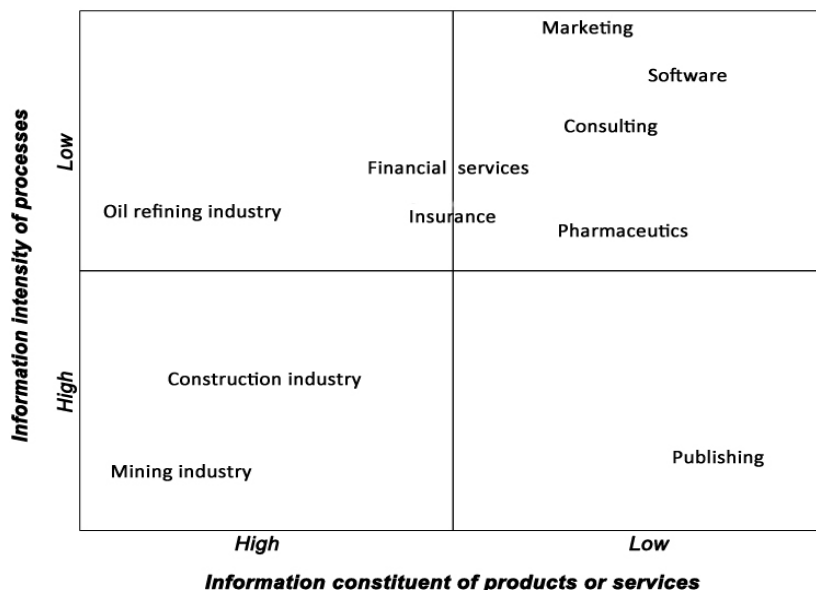 Marketing
Software
Consulting
Financial services
Oil refining industry
Insurance
Pharmaceutics
Construction industry
Mining industry
Publishing
Information intensity of processes
Low
High
High
Low
Information constituent of products or services